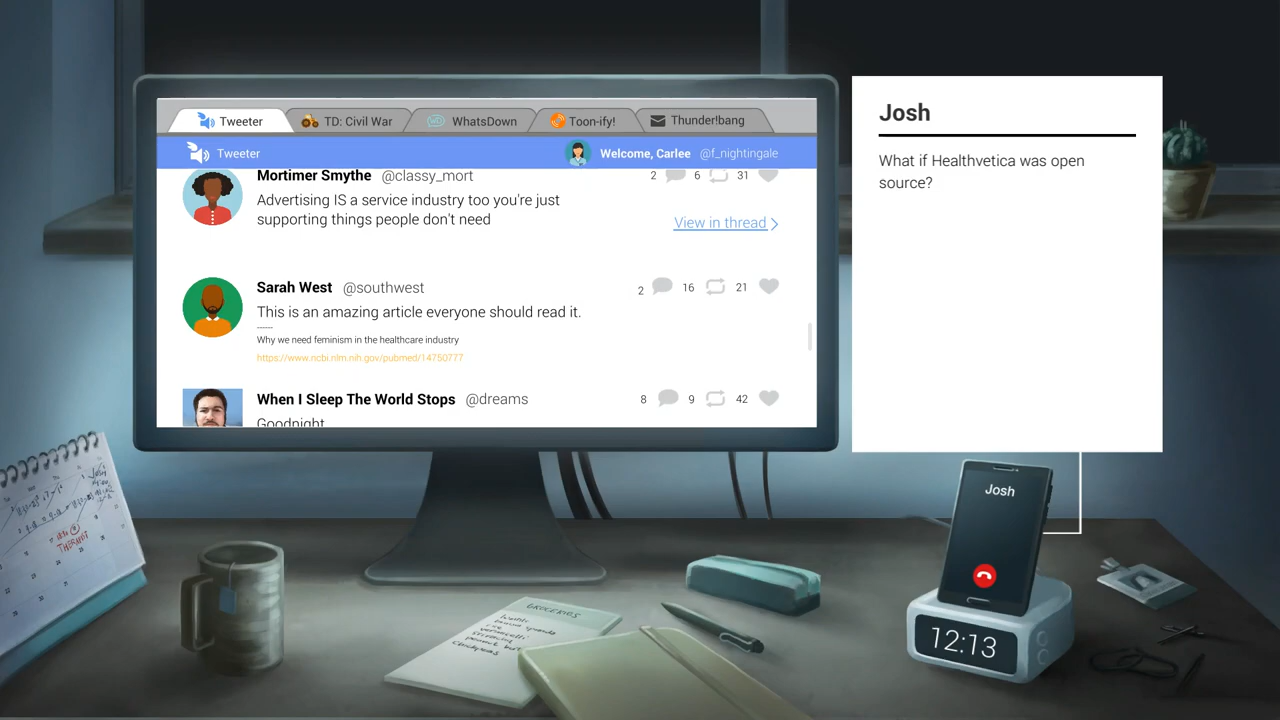 Tweeter
TD: Civil War
WhatsDown
Toon-ify!
Thunder!bang
Tweeter
Welcome, Carlee @f_nightingale
Mortimer Smythe @classy_mort
2 6 31
Advertising IS a service industry too you're just
supporting things people don't need
View in thread
Sarah West @southwest
2 16 21
This is an amazing article everyone should read it.
Why we need feminism in the healthcare industry
https://www.ncbi.nlm.nih.gov/pubmed/14750777
When I Sleep The World Stops @dreams
8 9 42
Goodnight
Josh
What if Healthvetica was open
source?
Josh
12:13
GROCERIES
THERAPIST